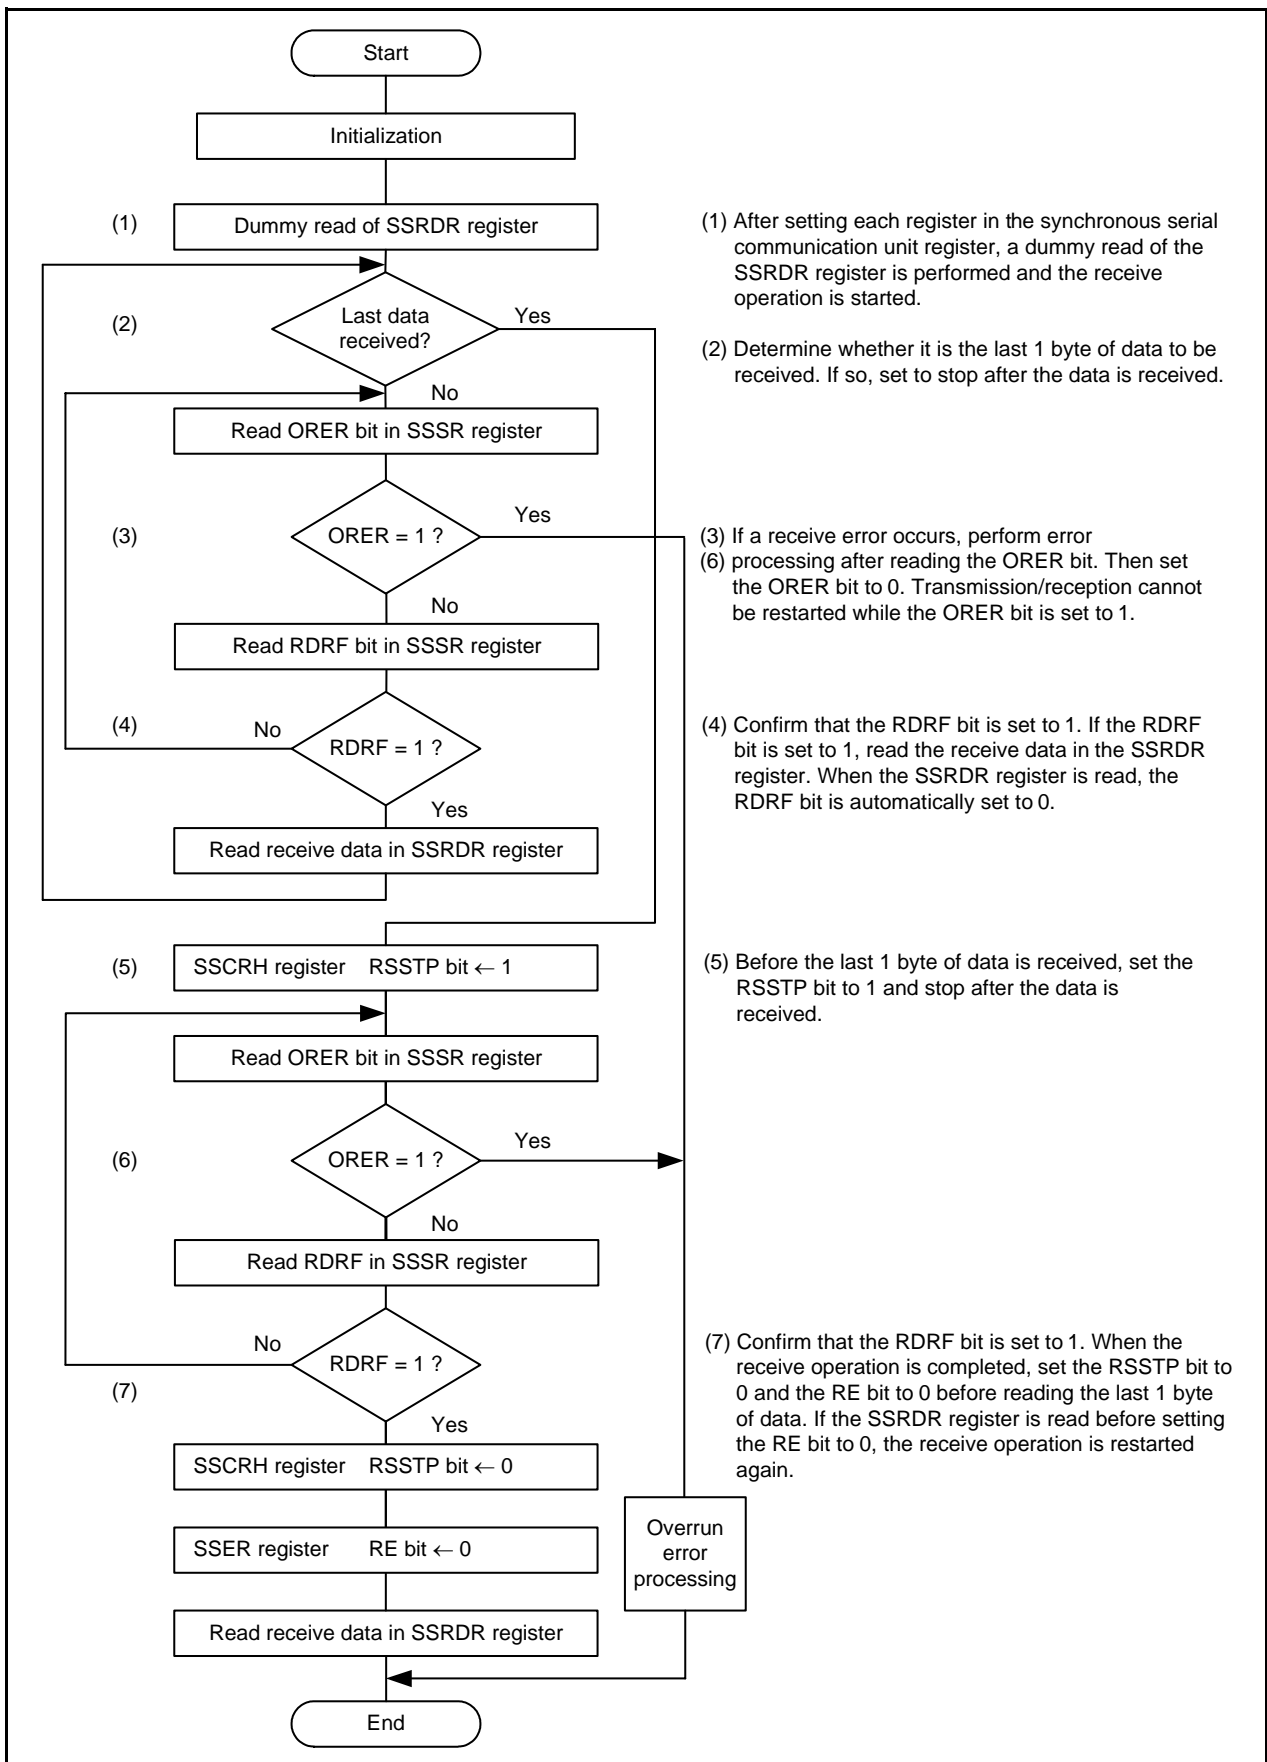 Start
Initialization
(1)
Dummy read of SSRDR register
(1) After setting each register in the synchronous serial
communication unit register, a dummy read of the
SSRDR register is performed and the receive
operation is started.
(2)
Last data
received?
Yes
(2) Determine whether it is the last 1 byte of data to be
received. If so, set to stop after the data is received.
No
Read ORER bit in SSSR register
(3)
ORER = 1 ?
Yes
(3) If a receive error occurs, perform error
(6) processing after reading the ORER bit. Then set
the ORER bit to 0. Transmission/reception cannot
be restarted while the ORER bit is set to 1.
No
Read RDRF bit in SSSR register
(4)
No
RDRF = 1 ?
(4) Confirm that the RDRF bit is set to 1. If the RDRF
bit is set to 1, read the receive data in the SSRDR
register. When the SSRDR register is read, the
RDRF bit is automatically set to 0.
Yes
Read receive data in SSRDR register
(5)
SSCRH register RSSTP bit ← 1
(5) Before the last 1 byte of data is received, set the
RSSTP bit to 1 and stop after the data is
received.
Read ORER bit in SSSR register
(6)
ORER = 1 ?
Yes
No
Read RDRF in SSSR register
No
RDRF = 1 ?
(7)
(7) Confirm that the RDRF bit is set to 1. When the
receive operation is completed, set the RSSTP bit to
0 and the RE bit to 0 before reading the last 1 byte
of data. If the SSRDR register is read before setting
the RE bit to 0, the receive operation is restarted
again.
Yes
SSCRH register RSSTP bit ← 0
SSER register RE bit ← 0
Overrun
error
processing
Read receive data in SSRDR register
End